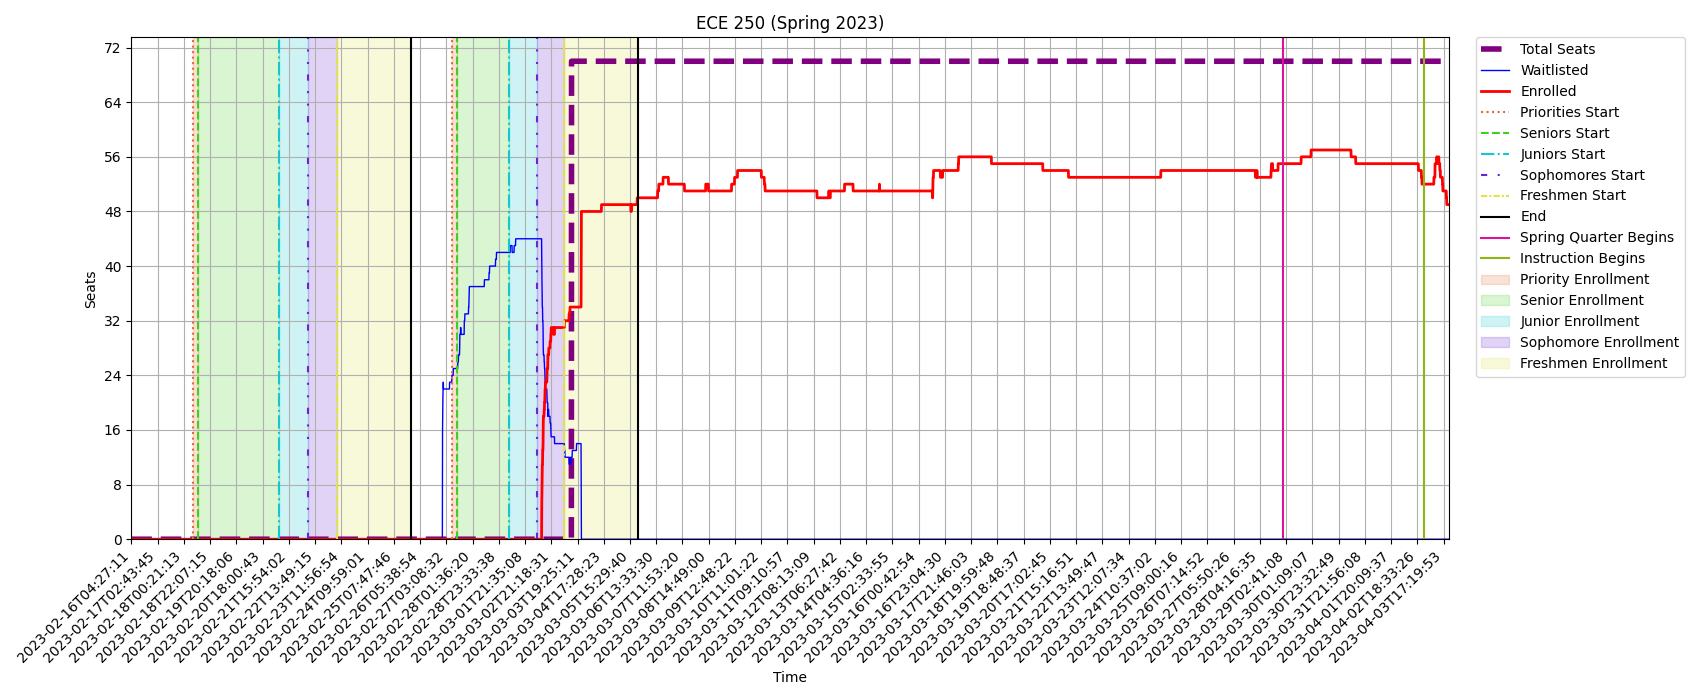 ECE 250 (Spring 2023)
72
64
56
48
40
32
24
16
8
0
Seats
2023-02-16T04:27:11
2023-02-17T02:43:45
2023-02-18T00:21:13
2023-02-18T22:07:15
2023-02-19T20:18:06
2023-02-20T18:00:43
2023-02-21T15:54:02
2023-02-22T13:49:15
2023-02-23T11:56:54
2023-02-24T09:59:01
2023-02-25T07:47:46
2023-02-26T05:38:54
2023-02-27T03:08:32
2023-02-28T01:36:20
2023-02-28T23:33:38
2023-03-01T21:35:08
2023-03-02T21:18:31
2023-03-03T19:25:11
2023-03-04T17:28:23
2023-03-05T15:29:40
2023-03-06T13:33:30
2023-03-07T11:53:20
2023-03-08T14:49:00
2023-03-09T12:48:22
2023-03-10T11:01:22
2023-03-11T09:10:57
2023-03-12T08:13:09
2023-03-13T06:27:42
2023-03-14T04:36:16
2023-03-15T02:33:55
2023-03-16T00:42:54
2023-03-16T23:04:30
2023-03-17T21:46:03
2023-03-18T19:59:48
2023-03-19T18:48:37
2023-03-20T17:02:45
2023-03-21T15:16:51
2023-03-22T13:49:47
2023-03-23T12:07:34
2023-03-24T10:37:02
2023-03-25T09:00:16
2023-03-26T07:14:52
2023-03-27T05:50:26
2023-03-28T04:16:35
2023-03-29T02:41:08
2023-03-30T01:09:07
2023-03-30T23:32:49
2023-03-31T21:56:08
2023-04-01T20:09:37
2023-04-02T18:33:26
2023-04-03T17:19:53
Time
Total Seats
Waitlisted
Enrolled
Priorities Start
Seniors Start
Juniors Start
Sophomores Start
Freshmen Start
End
Spring Quarter Begins
Instruction Begins
Priority Enrollment
Senior Enrollment
Junior Enrollment
Sophomore Enrollment
Freshmen Enrollment